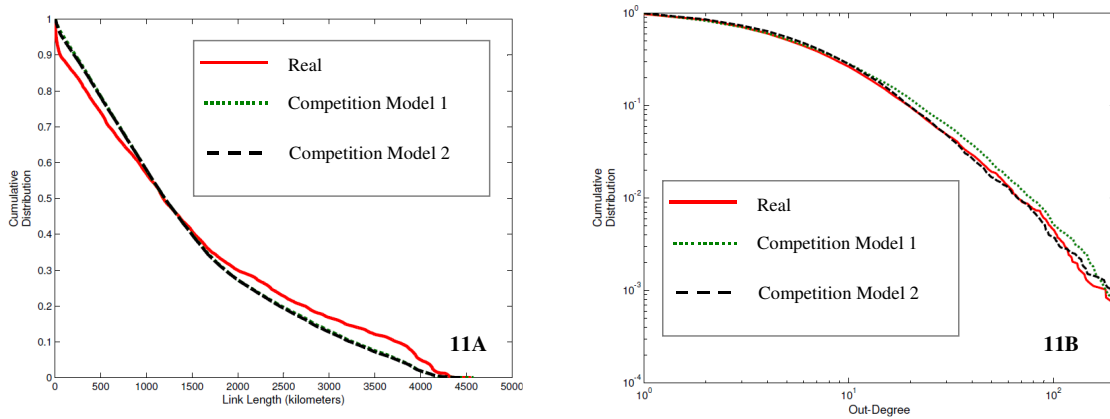 1
0.9
0.8
0.7
0.6
0.5
0.4
0.3
0.2
0.1
0
Cumulative
Distribution
Real
Competition Model 1
Competition Model 2
11A
0 500 1000 1500 2000 2500 3000 3500 4000 4500 5000
Link Length (kilometers)
10^0
10^-1
10^-2
10^-3
10^-4
Cumulative
Distribution
Real
Competition Model 1
Competition Model 2
11B
10^0 10^1 10^2
Out-Degree